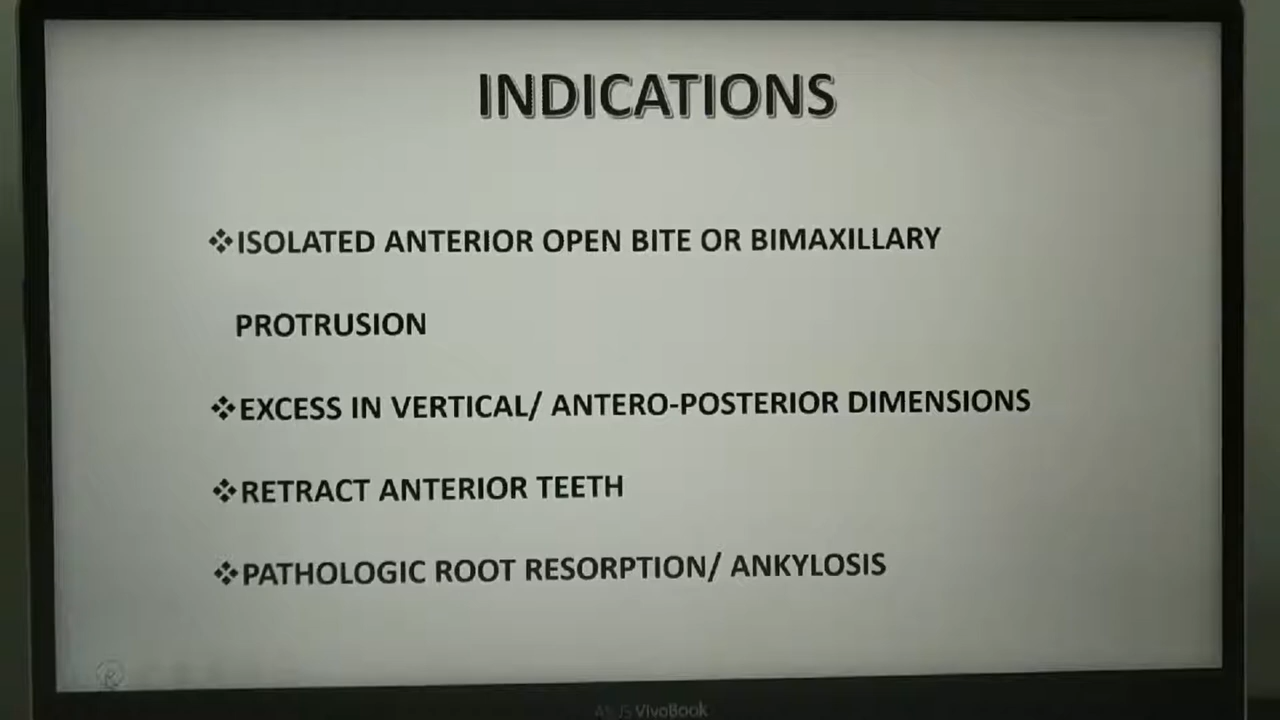 INDICATIONS
❖ISOLATED ANTERIOR OPEN BITE OR BIMAXILLARY
PROTRUSION
❖EXCESS IN VERTICAL/ ANTERO-POSTERIOR DIMENSIONS
❖RETRACT ANTERIOR TEETH
❖PATHOLOGIC ROOT RESORPTION/ ANKYLOSIS
R
ASUS VivoBook